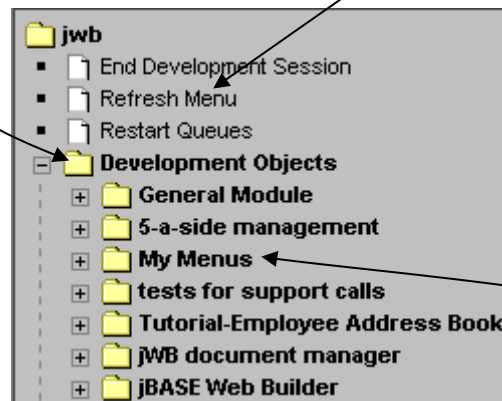 jwb
End Development Session
Refresh Menu
Restart Queues
Development Objects
General Module
5-a-side management
My Menus
tests for support calls
Tutorial-Employee Address Book
jWB document manager
jBASE Web Builder